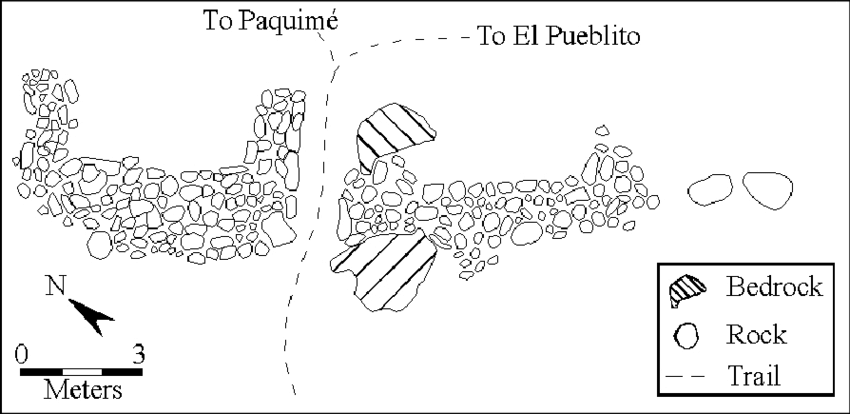 To Paquimé
To El Pueblito
N
0 3
Meters
Bedrock
Rock
Trail